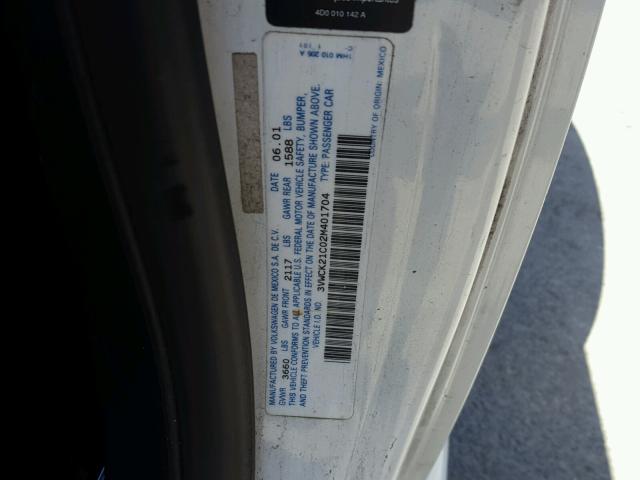 4D0 010 142 A
1HM 010 205 A
MANUFACTURED BY VOLKSWAGEN DE MEXICO S.A. DE C.V. DATE 06.01
GVWR 3660 LBS GAWR FRONT 2117 LBS GAWR REAR 1588 LBS
THIS VEHICLE CONFORMS TO ALL APPLICABLE U.S. FEDERAL MOTOR VEHICLE SAFETY, BUMPER,
AND THEFT PREVENTION STANDARDS IN EFFECT ON THE DATE OF MANUFACTURE SHOWN ABOVE.
VEHICLE I.D. NO.: 3VWCK21C02M401704 TYPE: PASSENGER CAR
COUNTRY OF ORIGIN: MEXICO